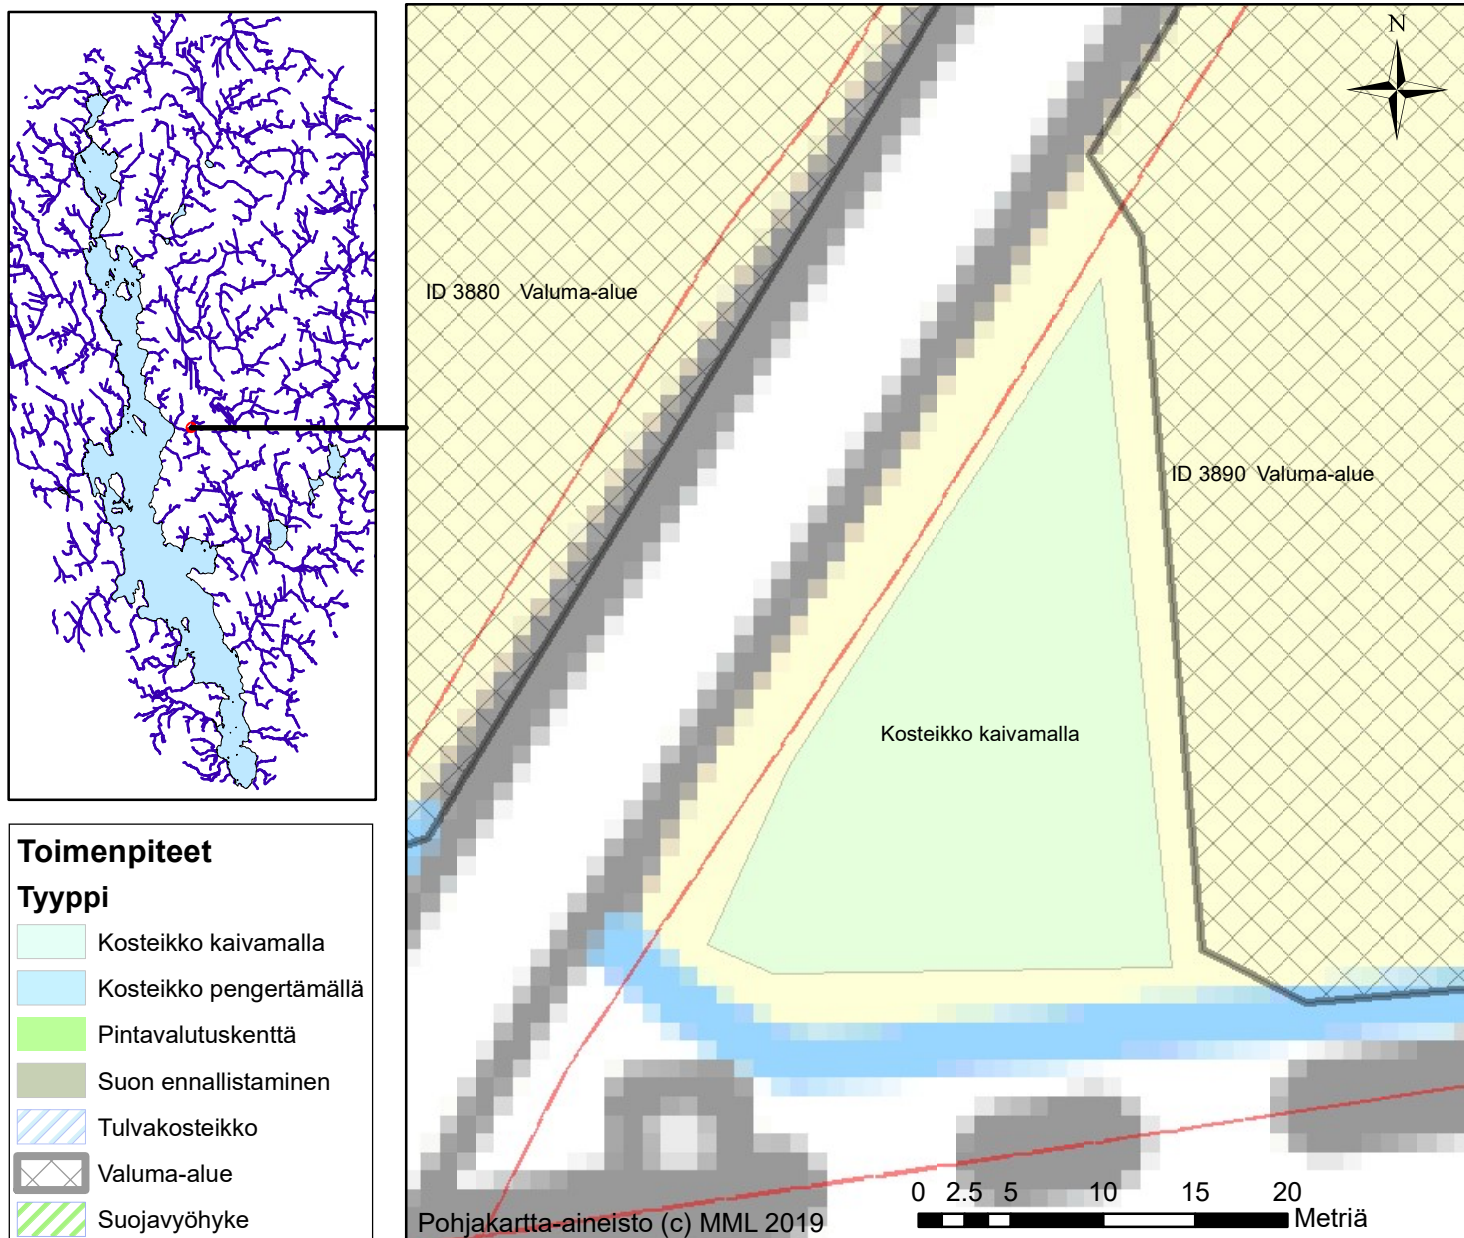 N
ID 3880 Valuma-alue
ID 3890 Valuma-alue
Kosteikko kaivamalla
Toimenpiteet
Tyyppi
Kosteikko kaivamalla
Kosteikko pengertämällä
Pintavalutuskenttä
Suon ennallistaminen
Tulvakosteikko
Valuma-alue
Suojavyöhyke
Pohjakartta-aineisto (c) MML 2019
0 2.5 5 10 15 20
Metriä